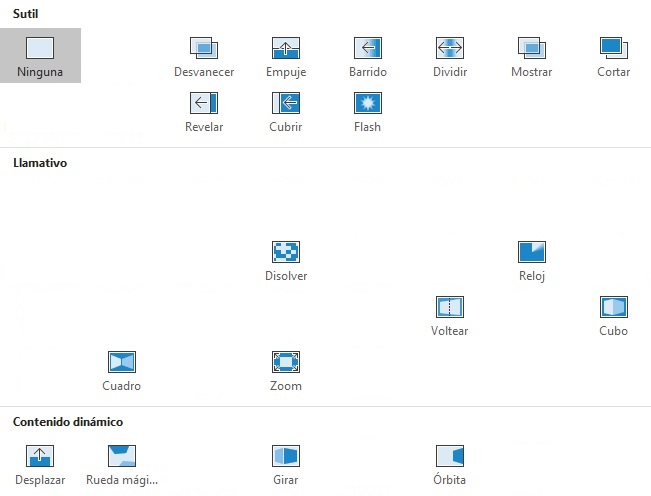 Sutil
Ninguna Desvanecer Empuje Barrido Dividir Mostrar Cortar
Revelar Cubrir Flash
Llamativo
Disolver Reloj
Voltear Cubo
Cuadro Zoom
Contenido dinámico
Desplazar Rueda mági... Girar Órbita